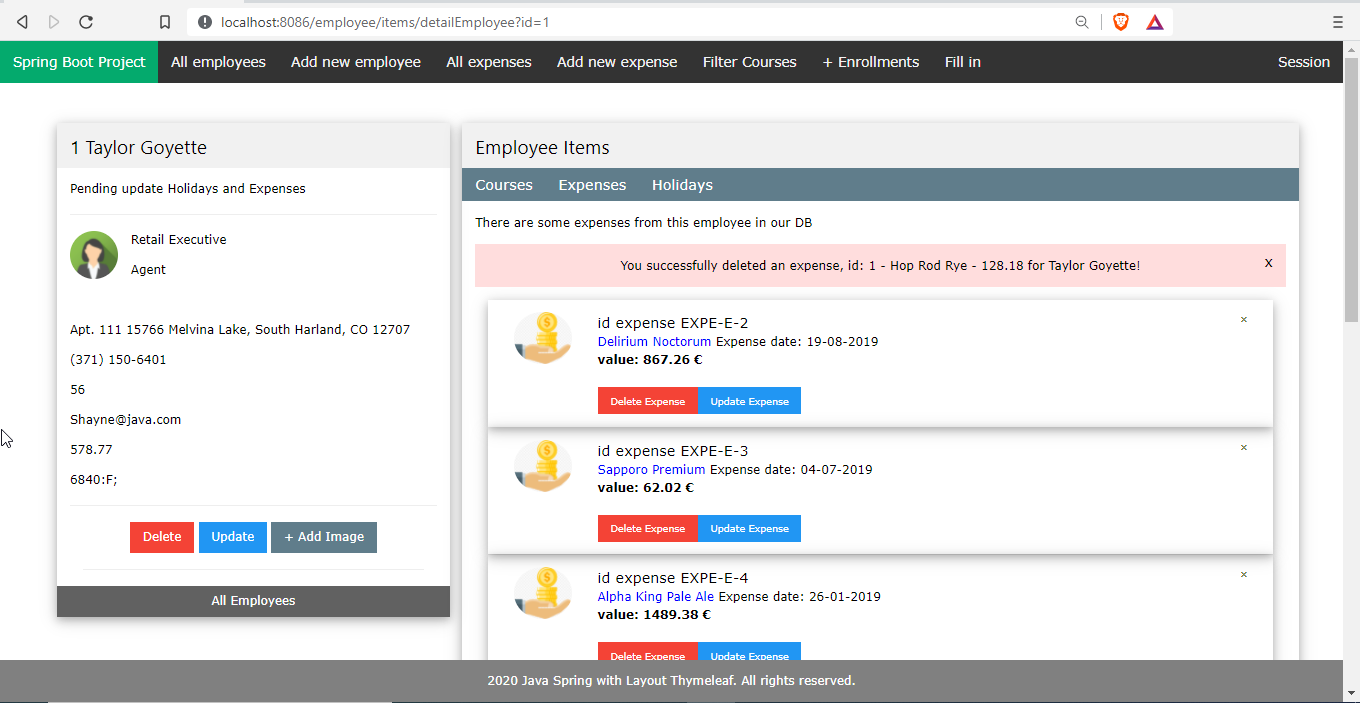 localhost:8086/employee/items/detailEmployee?id=1
Spring Boot Project All employees Add new employee All expenses Add new expense Filter Courses + Enrollments Fill in Session
1 Taylor Goyette
Pending update Holidays and Expenses
Retail Executive
Agent
Apt. 111 15766 Melvina Lake, South Harland, CO 12707
(371) 150-6401
56
Shayne@java.com
578.77
6840:F;
Delete Update + Add Image
All Employees
Employee Items
Courses Expenses Holidays
There are some expenses from this employee in our DB
You successfully deleted an expense, id: 1 - Hop Rod Rye - 128.18 for Taylor Goyette! X
id expense EXPE-E-2 ×
Delirium Noctorum Expense date: 19-08-2019
value: 867.26 €
Delete Expense Update Expense
id expense EXPE-E-3 ×
Sapporo Premium Expense date: 04-07-2019
value: 62.02 €
Delete Expense Update Expense
id expense EXPE-E-4 ×
Alpha King Pale Ale Expense date: 26-01-2019
value: 1489.38 €
Delete Expense Update Expense
2020 Java Spring with Layout Thymeleaf. All rights reserved.